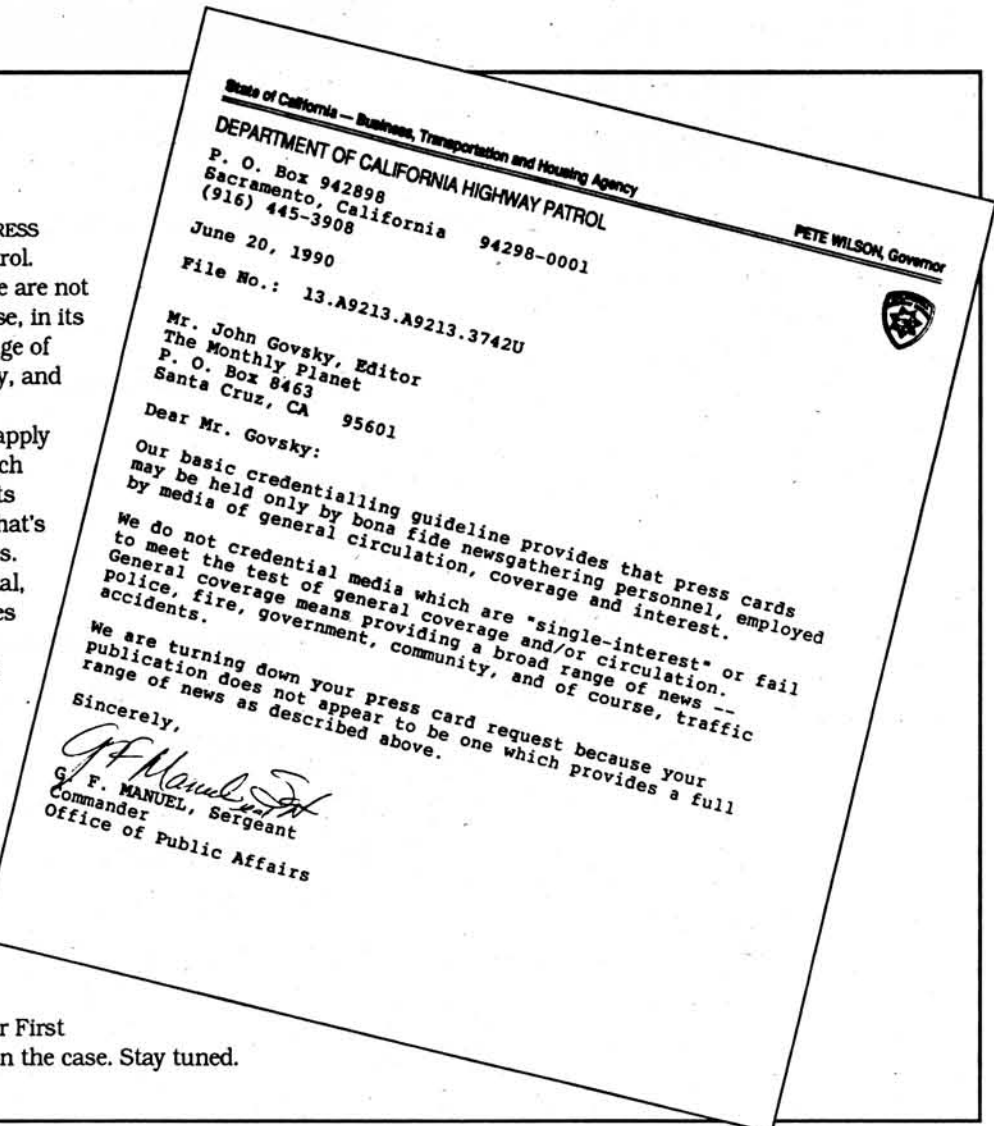 RESS
rol.
e are not
se, in its
ge of
y, and
apply
ch
ts
hat's
s.
al,
es
r First
n the case. Stay tuned.
State of California — Business, Transportation and Housing Agency
DEPARTMENT OF CALIFORNIA HIGHWAY PATROL
PETE WILSON, Governor
P. O. Box 942898
Sacramento, California 94298-0001
(916) 445-3908
June 20, 1990
File No.: 13.A9213.A9213.3742U
Mr. John Govsky, Editor
The Monthly Planet
P. O. Box 8463
Santa Cruz, CA 95601
Dear Mr. Govsky:
Our basic credentialling guideline provides that press cards
may be held only by bona fide newsgathering personnel, employed
by media of general circulation, coverage and interest.
We do not credential media which are "single-interest" or fail
to meet the test of general coverage and/or circulation.
General coverage means providing a broad range of news --
police, fire, government, community, and of course, traffic
accidents.
We are turning down your press card request because your
publication does not appear to be one which provides a full
range of news as described above.
Sincerely,
G F Manuel
G. F. MANUEL, Sergeant
Commander
Office of Public Affairs